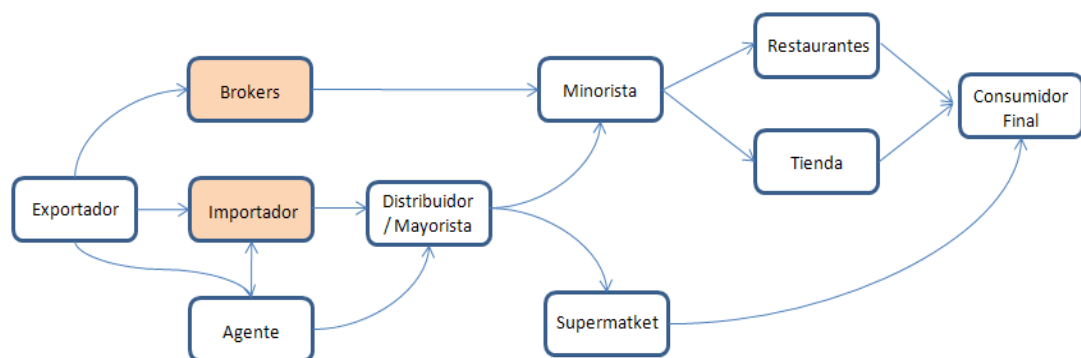 Restaurantes
Brokers
Minorista
Consumidor
Final
Tienda
Exportador
Importador
Distribuidor
/ Mayorista
Agente
Supermatket